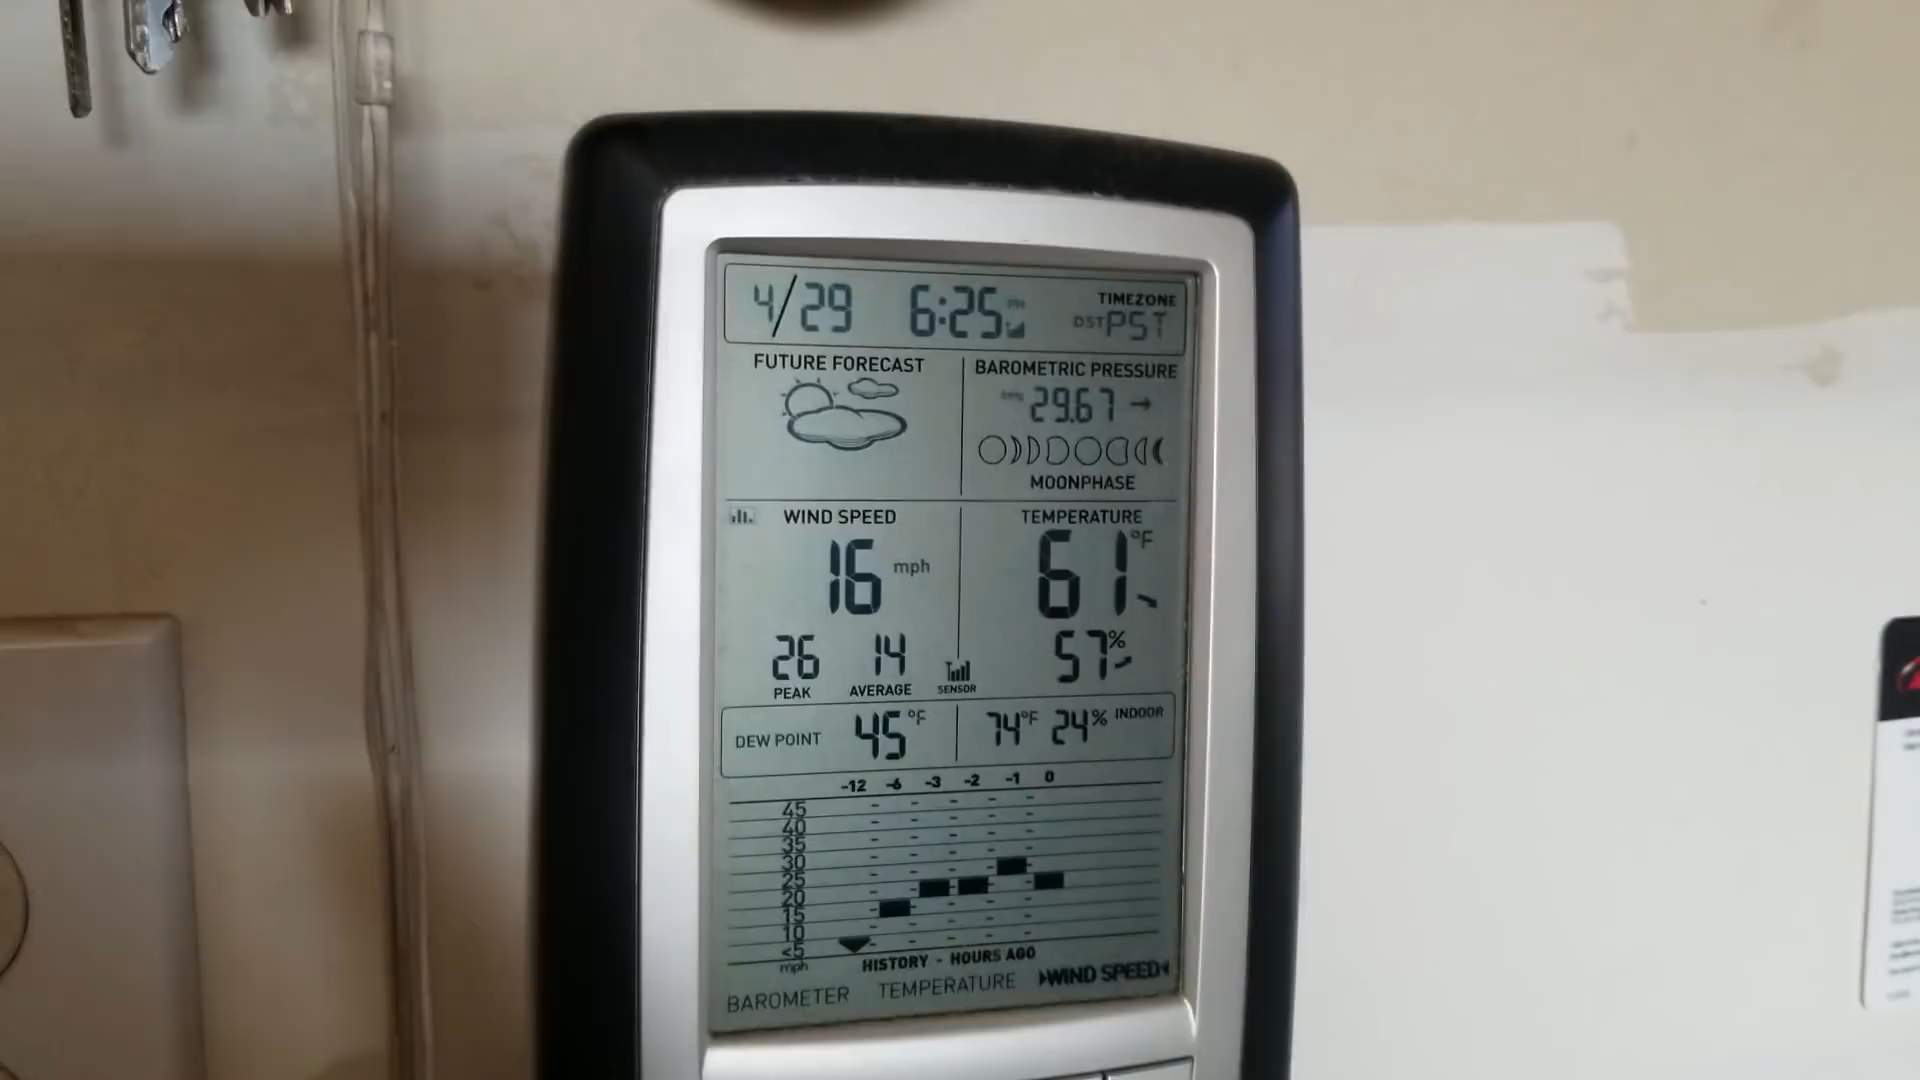 4/29 6:25 PM TIMEZONE DST PST
FUTURE FORECAST
BAROMETRIC PRESSURE
inHg 29.67
MOONPHASE
WIND SPEED
16 mph
26 14
PEAK AVERAGE
SENSOR
TEMPERATURE
61 °F
57%
DEW POINT 45 °F
74°F 24% INDOOR
-12 -6 -3 -2 -1 0
45
40
35
30
25
20
15
10
<5
mph
HISTORY - HOURS AGO
BAROMETER TEMPERATURE WIND SPEED